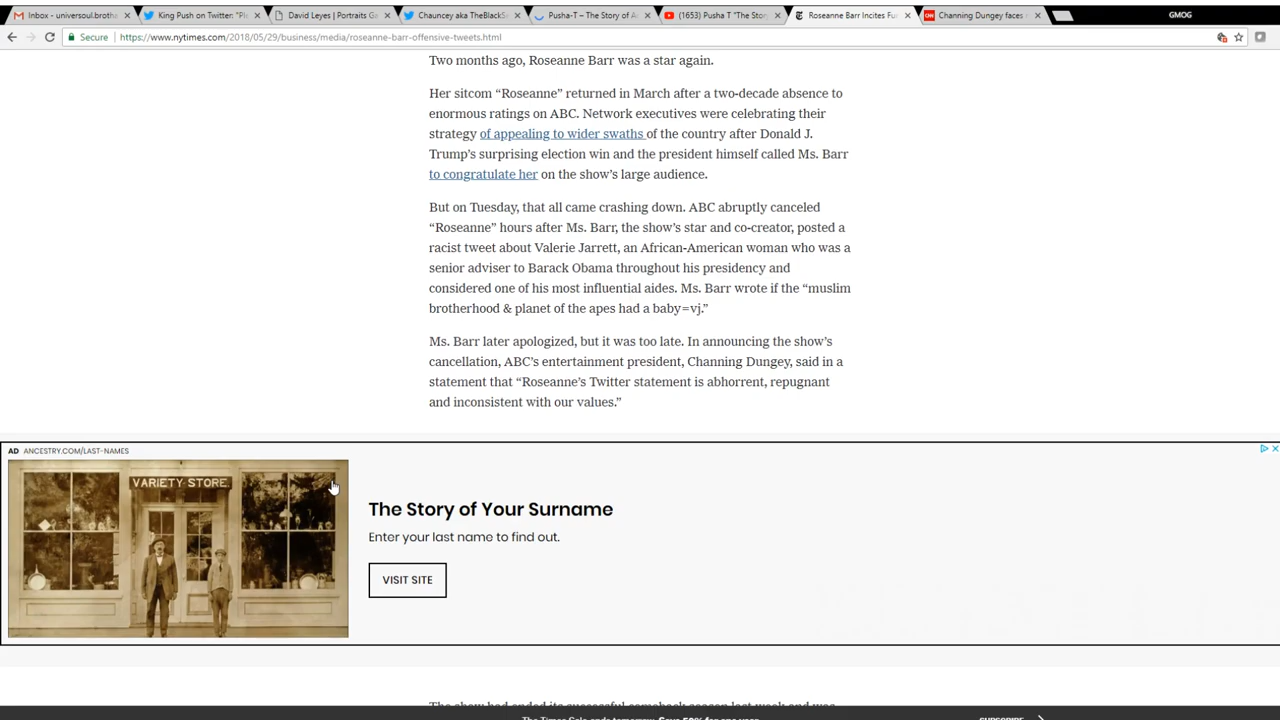 Inbox - universoul.broth
King Push on Twitter "Pl
David Leyes | Portraits G
Chauncey aka TheBlackS
Pusha-T – The Story of A
(1653) Pusha T "The Stor
Roseanne Barr Incites Fu
Channing Dungey faces
GMOG
Secure | https://www.nytimes.com/2018/05/29/business/media/roseanne-barr-offensive-tweets.html
Two months ago, Roseanne Barr was a star again.
Her sitcom “Roseanne” returned in March after a two-decade absence to
enormous ratings on ABC. Network executives were celebrating their
strategy of appealing to wider swaths of the country after Donald J.
Trump’s surprising election win and the president himself called Ms. Barr
to congratulate her on the show’s large audience.
But on Tuesday, that all came crashing down. ABC abruptly canceled
“Roseanne” hours after Ms. Barr, the show’s star and co-creator, posted a
racist tweet about Valerie Jarrett, an African-American woman who was a
senior adviser to Barack Obama throughout his presidency and
considered one of his most influential aides. Ms. Barr wrote if the “muslim
brotherhood & planet of the apes had a baby=vj.”
Ms. Barr later apologized, but it was too late. In announcing the show’s
cancellation, ABC’s entertainment president, Channing Dungey, said in a
statement that “Roseanne’s Twitter statement is abhorrent, repugnant
and inconsistent with our values.”
AD ANCESTRY.COM/LAST-NAMES
VARIETY STORE
The Story of Your Surname
Enter your last name to find out.
VISIT SITE
The show had ended its successful comeback season last week and was
The Times Sale ends tomorrow. Save 50% for one year.
SUBSCRIBE